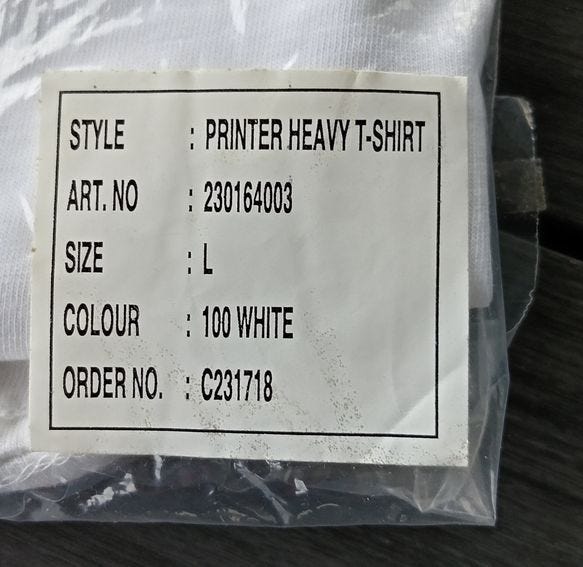 STYLE : PRINTER HEAVY T-SHIRT
ART. NO : 230164003
SIZE : L
COLOUR : 100 WHITE
ORDER NO. : C231718